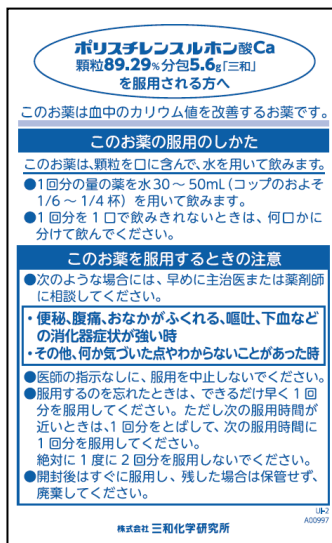 ポリスチレンスルホン酸Ca
顆粒89.29%分包5.6g「三和」
を服用される方へ
このお薬は血中のカリウム値を改善するお薬です。
このお薬の服用のしかた
このお薬は、顆粒を口に含んで、水を用いて飲みます。
●1回分の量の薬を水30～50mL（コップのおよそ
1/6～1/4杯）を用いて飲みます。
●1回分を1口で飲みきれないときは、何口かに
分けて飲んでください。
このお薬を服用するときの注意
●次のような場合には、早めに主治医または薬剤師
に相談してください。
・便秘、腹痛、おなかがふくれる、嘔吐、下血など
の消化器症状が強い時
・その他、何か気づいた点やわからないことがあった時
●医師の指示なしに、服用を中止しないでください。
●服用するのを忘れたときは、できるだけ早く1回
分を服用してください。ただし次の服用時間が
近いときは、1回分をとばして、次の服用時間に
1回分を服用してください。
絶対に1度に2回分を服用しないでください。
●開封後はすぐに服用し、残した場合は保管せず、
廃棄してください。
UI-2
A00997
株式会社 三和化学研究所